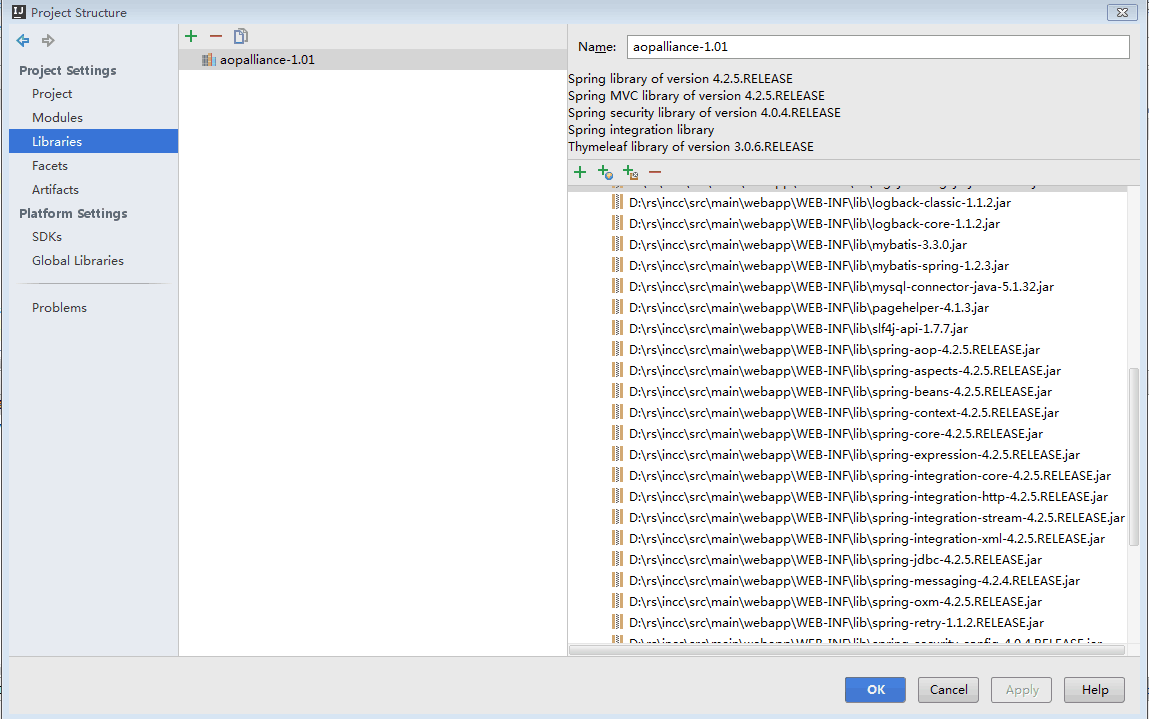 Project Structure
Project Settings
Project
Modules
Libraries
Facets
Artifacts
Platform Settings
SDKs
Global Libraries
Problems
aopalliance-1.01
Name: aopalliance-1.01
Spring library of version 4.2.5.RELEASE
Spring MVC library of version 4.2.5.RELEASE
Spring security library of version 4.0.4.RELEASE
Spring integration library
Thymeleaf library of version 3.0.6.RELEASE
D:\rs\incc\src\main\webapp\WEB-INF\lib\logback-classic-1.1.2.jar
D:\rs\incc\src\main\webapp\WEB-INF\lib\logback-core-1.1.2.jar
D:\rs\incc\src\main\webapp\WEB-INF\lib\mybatis-3.3.0.jar
D:\rs\incc\src\main\webapp\WEB-INF\lib\mybatis-spring-1.2.3.jar
D:\rs\incc\src\main\webapp\WEB-INF\lib\mysql-connector-java-5.1.32.jar
D:\rs\incc\src\main\webapp\WEB-INF\lib\pagehelper-4.1.3.jar
D:\rs\incc\src\main\webapp\WEB-INF\lib\slf4j-api-1.7.7.jar
D:\rs\incc\src\main\webapp\WEB-INF\lib\spring-aop-4.2.5.RELEASE.jar
D:\rs\incc\src\main\webapp\WEB-INF\lib\spring-aspects-4.2.5.RELEASE.jar
D:\rs\incc\src\main\webapp\WEB-INF\lib\spring-beans-4.2.5.RELEASE.jar
D:\rs\incc\src\main\webapp\WEB-INF\lib\spring-context-4.2.5.RELEASE.jar
D:\rs\incc\src\main\webapp\WEB-INF\lib\spring-core-4.2.5.RELEASE.jar
D:\rs\incc\src\main\webapp\WEB-INF\lib\spring-expression-4.2.5.RELEASE.jar
D:\rs\incc\src\main\webapp\WEB-INF\lib\spring-integration-core-4.2.5.RELEASE.jar
D:\rs\incc\src\main\webapp\WEB-INF\lib\spring-integration-http-4.2.5.RELEASE.jar
D:\rs\incc\src\main\webapp\WEB-INF\lib\spring-integration-stream-4.2.5.RELEASE.jar
D:\rs\incc\src\main\webapp\WEB-INF\lib\spring-integration-xml-4.2.5.RELEASE.jar
D:\rs\incc\src\main\webapp\WEB-INF\lib\spring-jdbc-4.2.5.RELEASE.jar
D:\rs\incc\src\main\webapp\WEB-INF\lib\spring-messaging-4.2.4.RELEASE.jar
D:\rs\incc\src\main\webapp\WEB-INF\lib\spring-oxm-4.2.5.RELEASE.jar
D:\rs\incc\src\main\webapp\WEB-INF\lib\spring-retry-1.1.2.RELEASE.jar
D:\rs\incc\src\main\webapp\WEB-INF\lib\spring-security-config-4.0.4.RELEASE.jar
OK
Cancel
Apply
Help